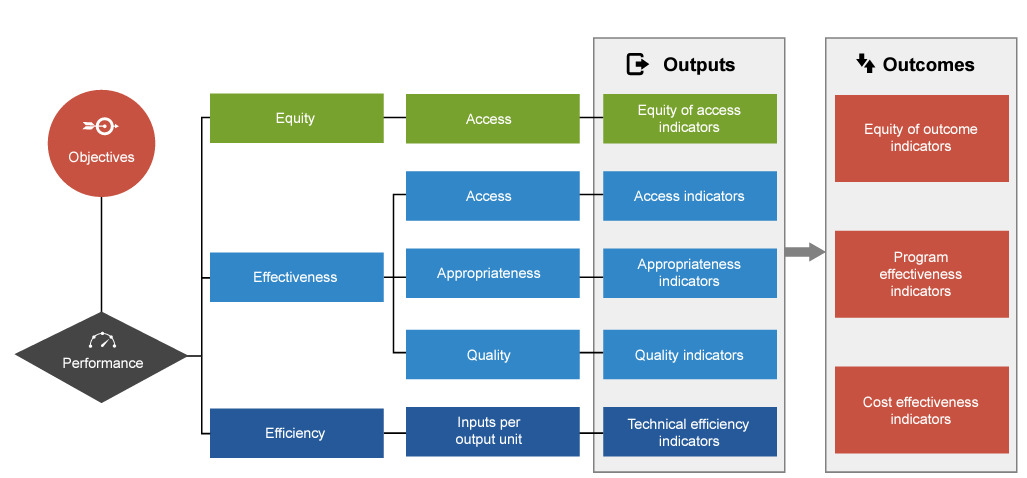 Outputs
Outcomes
Objectives
Performance
Equity
Access
Equity of access
indicators
Effectiveness
Access
Access indicators
Appropriateness
Appropriateness
indicators
Quality
Quality indicators
Efficiency
Inputs per
output unit
Technical efficiency
indicators
Equity of outcome
indicators
Program
effectiveness
indicators
Cost effectiveness
indicators